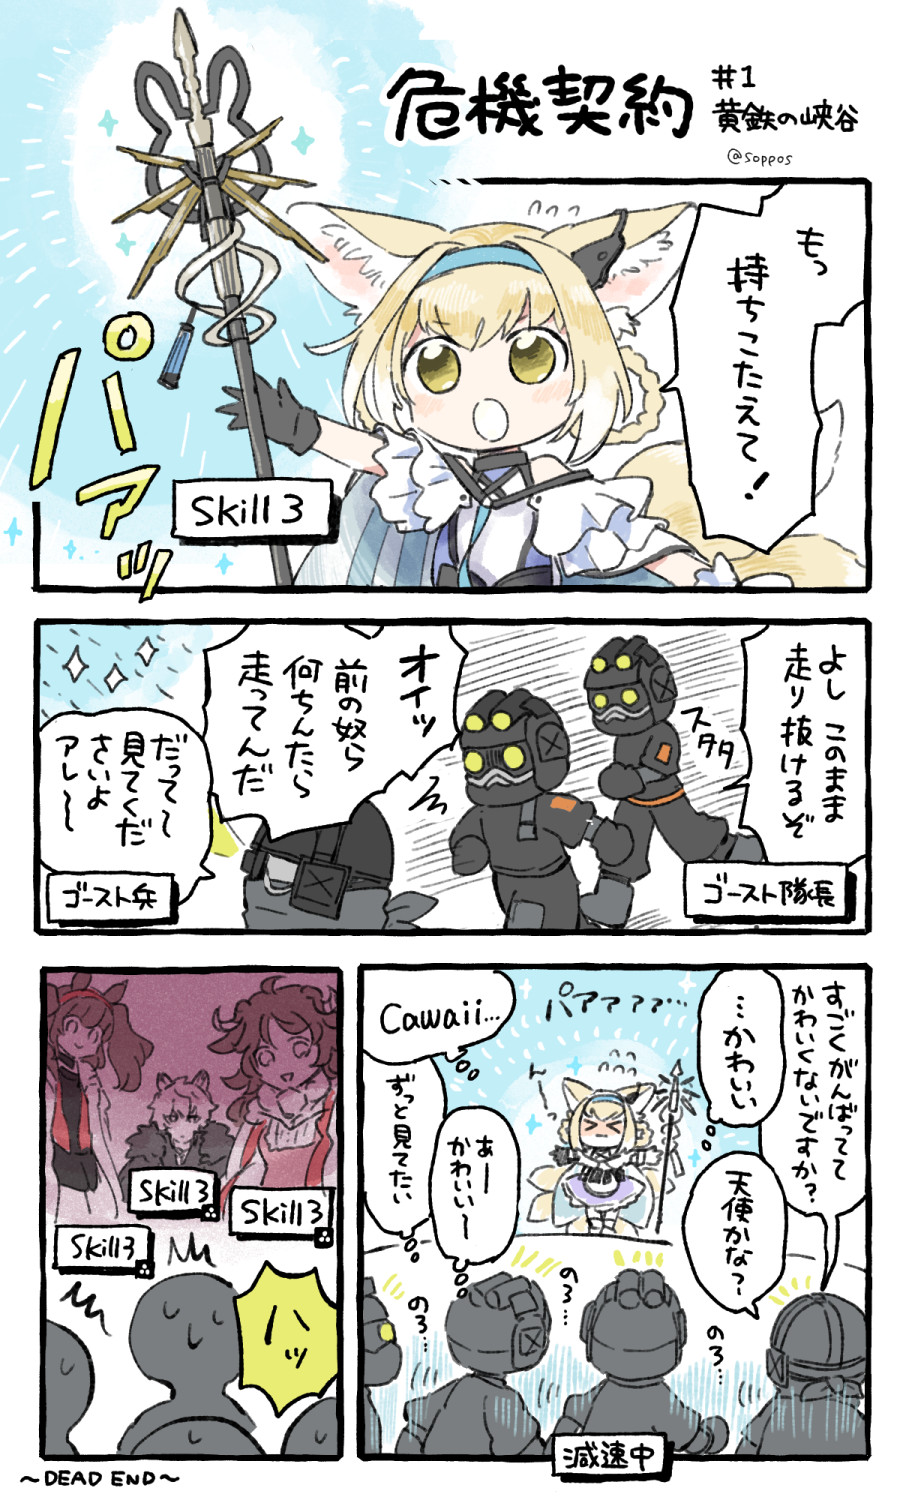 危機契約
#1
黄鉄の峡谷
@soppos
もっ
持ちこたえて！
パアッ
Skill 3
よし このまま
走り抜けるぞ
スタタ
ゴースト隊長
オイッ
前の奴ら
何ちんたら
走ってんだ
だって〜
見てくだ
さいよ
アレ〜
ゴースト兵
すごくがんばってて
かわいくないですか？
…かわいい
天使かな？
パアァァァ…
Cawaii…
ずっと見てたい
あー
かわいい〜
ん〜
のろ…
のろ…
のろ…
減速中
Skill3
Skill3
Skill3
ハッ
〜DEAD END〜